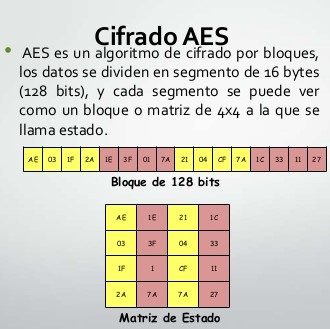 Cifrado AES
• AES es un algoritmo de cifrado por bloques,
los datos se dividen en segmento de 16 bytes
(128 bits), y cada segmento se puede ver
como un bloque o matriz de 4x4 a la que se
llama estado.
AE 03 1F 2A 1E 3F 01 7A 21 04 CF 7A 1C 33 11 27
Bloque de 128 bits
AE 1E 21 1C
03 3F 04 33
1F 1 CF 11
2A 7A 7A 27
Matriz de Estado